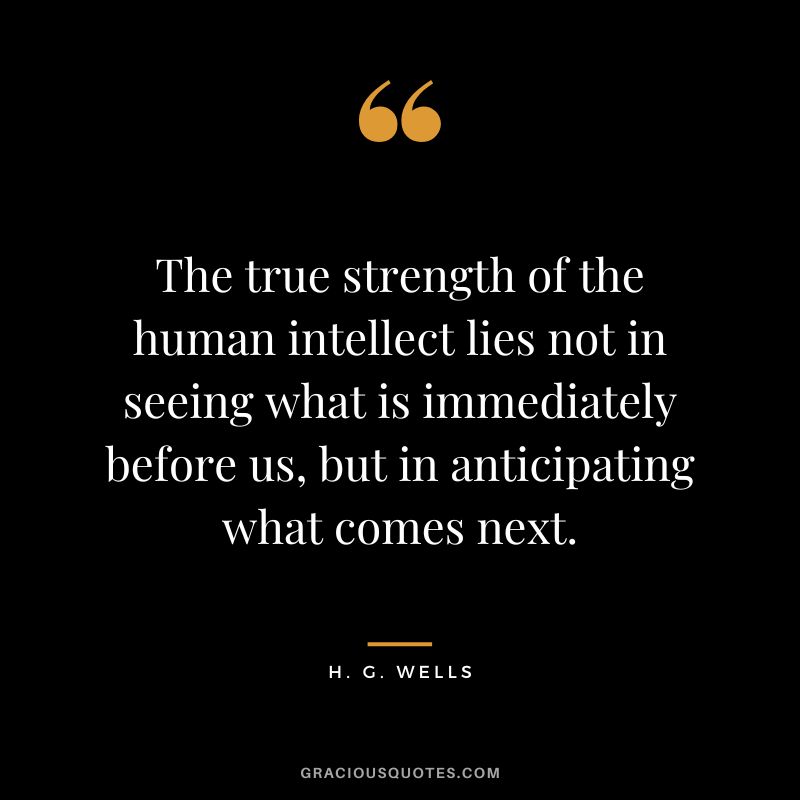 “
The true strength of the
human intellect lies not in
seeing what is immediately
before us, but in anticipating
what comes next.
H. G. WELLS
GRACIOUSQUOTES.COM